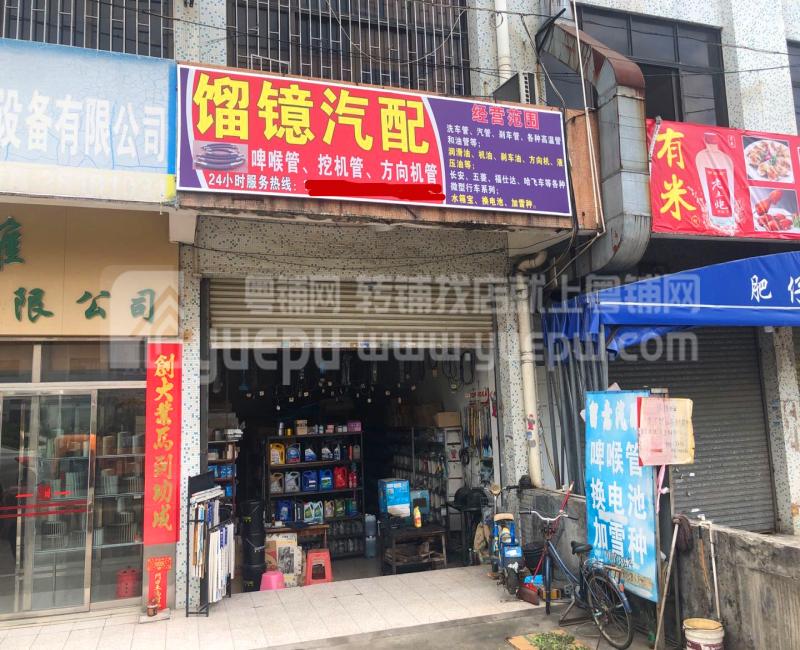 设备有限公司
馏镱汽配
啤喉管、挖机管、方向机管
24小时服务热线:
经营范围
洗车管、汽管、刹车管、各种高温管
和油管等;
润滑油、机油、刹车油、方向机、液
压油等;
长安、五菱、福仕达、哈飞车等各种
微型行车系列;
水箱宝、换电池、加雪种。
有米
肥仔
限公司
創大業馬到功成
啤喉管
换电池
加雪种
粤铺网 转铺找店就上粤铺网
yuepu www.yuepu